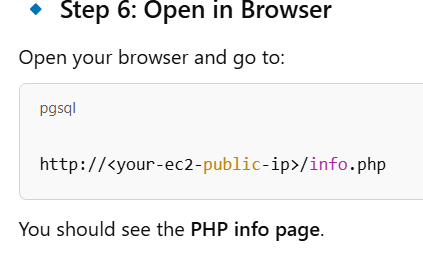 Step 6: Open in Browser
Open your browser and go to:
pgsql
http://<your-ec2-public-ip>/info.php
You should see the PHP info page.